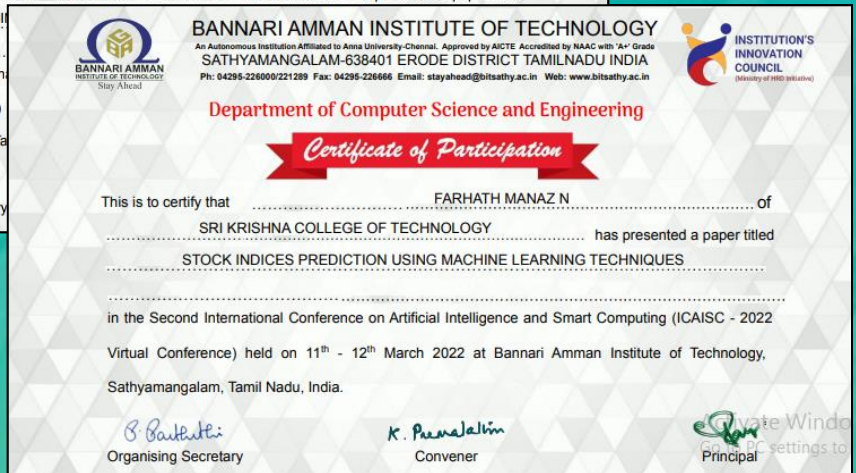 BANNARI AMMAN INSTITUTE OF TECHNOLOGY
An Autonomous Institution Affiliated to Anna University-Chennai. Approved by AICTE Accredited by NAAC with 'A+' Grade
SATHYAMANGALAM-638401 ERODE DISTRICT TAMILNADU INDIA
Ph: 04295-226000/221289 Fax: 04295-226666 Email: stayahead@bitsathy.ac.in Web: www.bitsathy.ac.in
BANNARI AMMAN
INSTITUTE OF TECHNOLOGY
Stay Ahead
INSTITUTION'S
INNOVATION
COUNCIL
(Ministry of HRD Initiative)
Department of Computer Science and Engineering
Certificate of Participation
This is to certify that FARHATH MANAZ N of
SRI KRISHNA COLLEGE OF TECHNOLOGY has presented a paper titled
STOCK INDICES PREDICTION USING MACHINE LEARNING TECHNIQUES
in the Second International Conference on Artificial Intelligence and Smart Computing (ICAISC - 2022
Virtual Conference) held on 11th - 12th March 2022 at Bannari Amman Institute of Technology,
Sathyamangalam, Tamil Nadu, India.
K. Premalatha
Organising Secretary Convener Principal
PC settings to